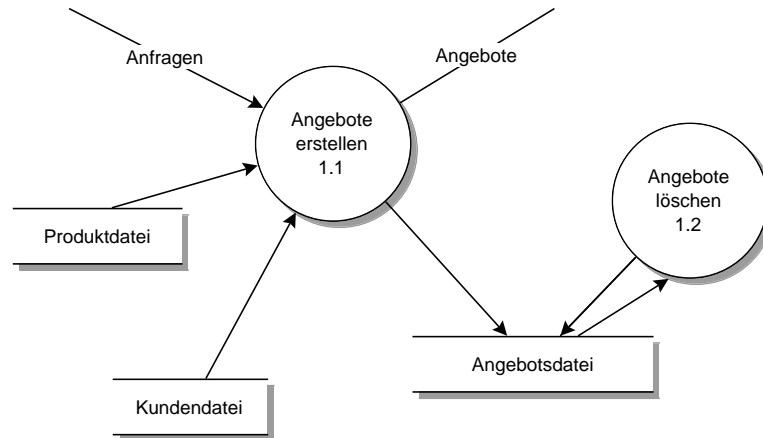 Anfragen
Angebote
Angebote
erstellen
1.1
Angebote
löschen
1.2
Produktdatei
Angebotsdatei
Kundendatei